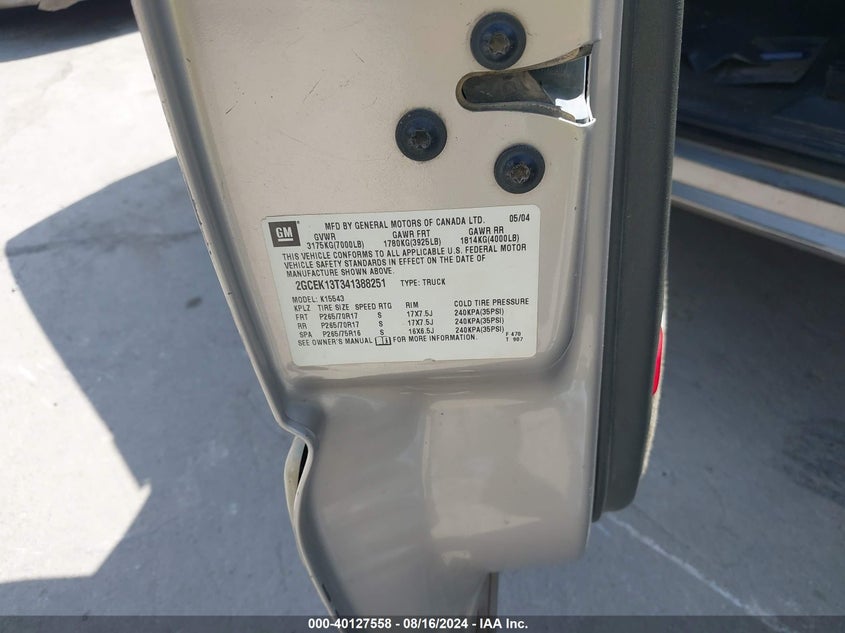 GM
MFD BY GENERAL MOTORS OF CANADA LTD. 05/04
GVWR GAWR FRT GAWR RR
3175KG(7000LB) 1780KG(3925LB) 1814KG(4000LB)
THIS VEHICLE CONFORMS TO ALL APPLICABLE U.S. FEDERAL MOTOR
VEHICLE SAFETY STANDARDS IN EFFECT ON THE DATE OF
MANUFACTURE SHOWN ABOVE.
2GCEK13T341388251 TYPE: TRUCK
MODEL: K15543
KPLZ TIRE SIZE SPEED RTG RIM COLD TIRE PRESSURE
FRT P265/70R17 S 17X7.5J 240KPA(35PSI)
RR P265/70R17 S 17X7.5J 240KPA(35PSI)
SPA P265/75R16 S 16X6.5J 240KPA(35PSI)
SEE OWNER'S MANUAL FOR MORE INFORMATION.
F 470
T 907
000-40127558 - 08/16/2024 - IAA Inc.